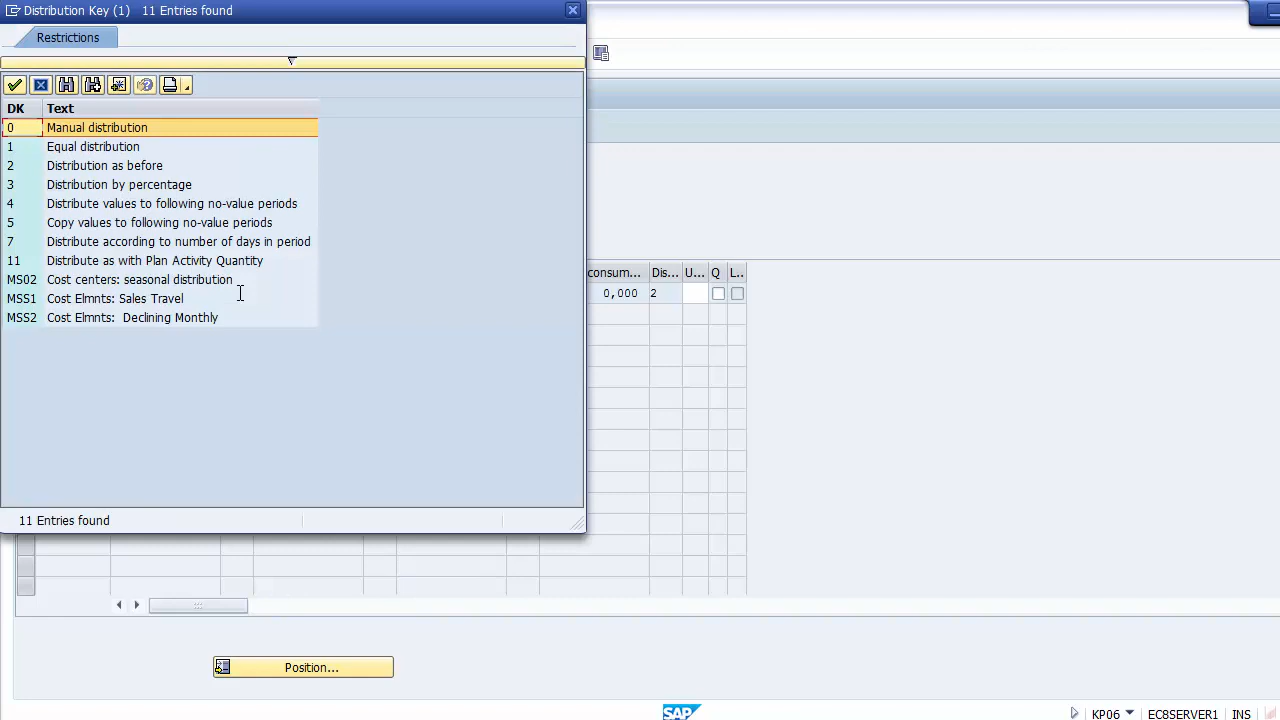 Distribution Key (1) 11 Entries found
Restrictions
DK Text
0 Manual distribution
1 Equal distribution
2 Distribution as before
3 Distribution by percentage
4 Distribute values to following no-value periods
5 Copy values to following no-value periods
7 Distribute according to number of days in period
11 Distribute as with Plan Activity Quantity
MS02 Cost centers: seasonal distribution
MSS1 Cost Elmnts: Sales Travel
MSS2 Cost Elmnts: Declining Monthly
11 Entries found
consum... Dis... U... Q L..
0,000 2
Position...
SAP
KP06 EC8SERVER1 INS